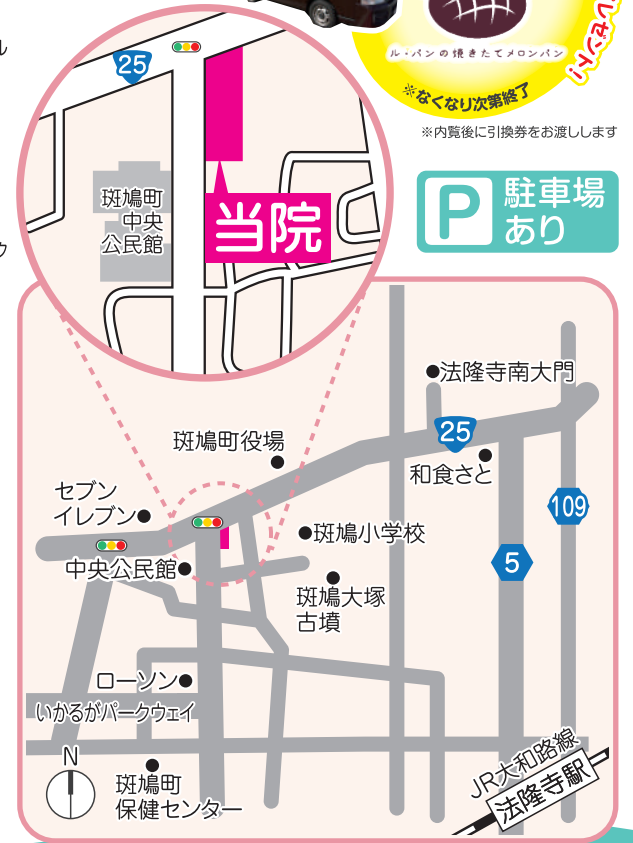 ル
レゼント!
ル・パンの焼きたてメロンパン
※なくなり次第終了
※内覧後に引換券をお渡しします
25
斑鳩町
中央
公民館
当院
P
駐車場
あり
ウ
法隆寺南大門
25
斑鳩町役場
和食さと
セブン
イレブン
109
斑鳩小学校
5
中央公民館
斑鳩大塚
古墳
ローソン
いかるがパークウェイ
N
斑鳩町
保健センター
JR大和路線
法隆寺駅